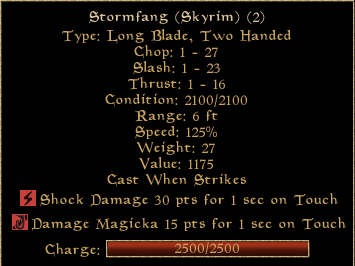 Stormfang (Skyrim) (2)
Type: Long Blade, Two Handed
Chop: 1 - 27
Slash: 1 - 23
Thrust: 1 - 16
Condition: 2100/2100
Range: 6 ft
Speed: 125%
Weight: 27
Value: 1175
Cast When Strikes
Shock Damage 30 pts for 1 sec on Touch
Damage Magicka 15 pts for 1 sec on Touch
Charge: 2500/2500